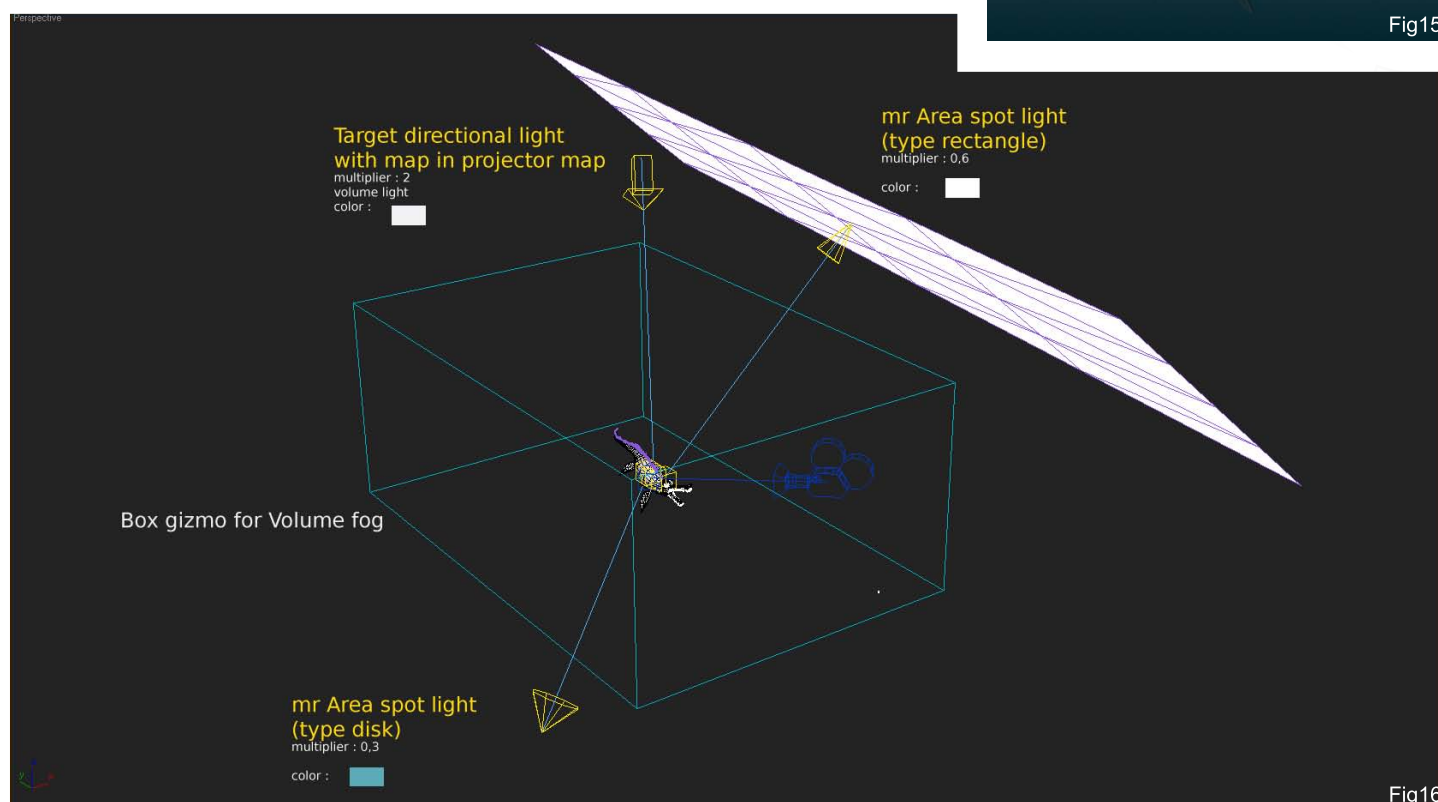 Fig15
Perspective
Target directional light
with map in projector map
multiplier : 2
volume light
color :
mr Area spot light
(type rectangle)
multiplier : 0,6
color :
Box gizmo for Volume fog
mr Area spot light
(type disk)
multiplier : 0,3
color :
Fig16